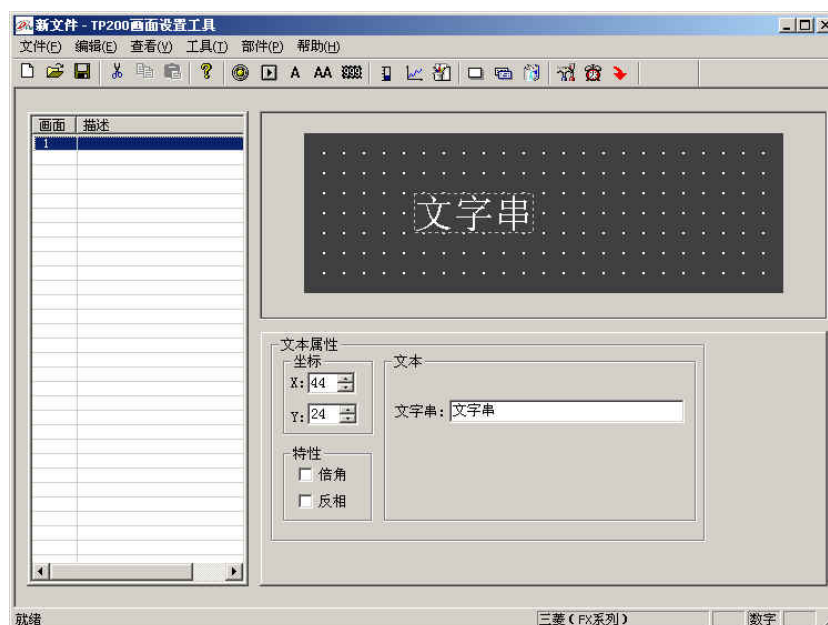 新文件 - TP200画面设置工具
文件(F) 编辑(E) 查看(V) 工具(T) 部件(P) 帮助(H)
A AA
画面 描述
1
文字串
文本属性
坐标
X: 44
Y: 24
文本
文字串: 文字串
特性
倍角
反相
就绪 三菱(FX系列) 数字